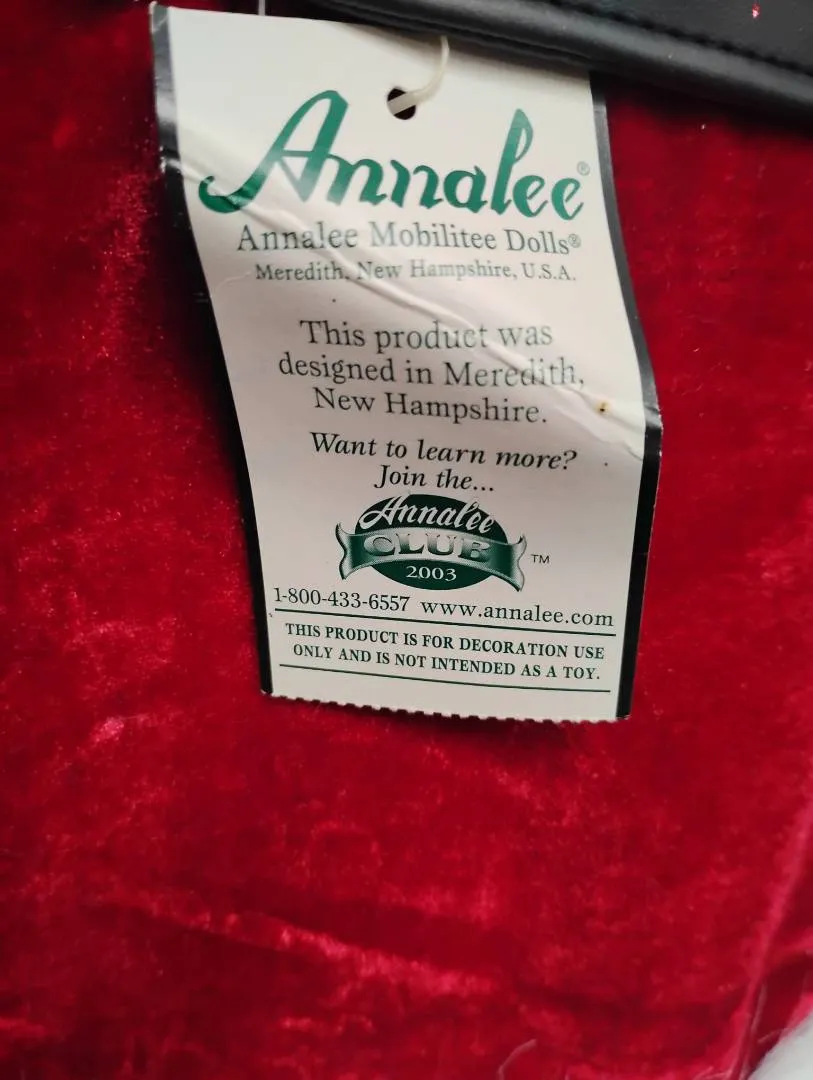 Annalee®
Annalee Mobilitee Dolls®
Meredith, New Hampshire, U.S.A.
This product was
designed in Meredith,
New Hampshire.
Want to learn more?
Join the...
Annalee
CLUB
2003 ™
1-800-433-6557 www.annalee.com
THIS PRODUCT IS FOR DECORATION USE
ONLY AND IS NOT INTENDED AS A TOY.